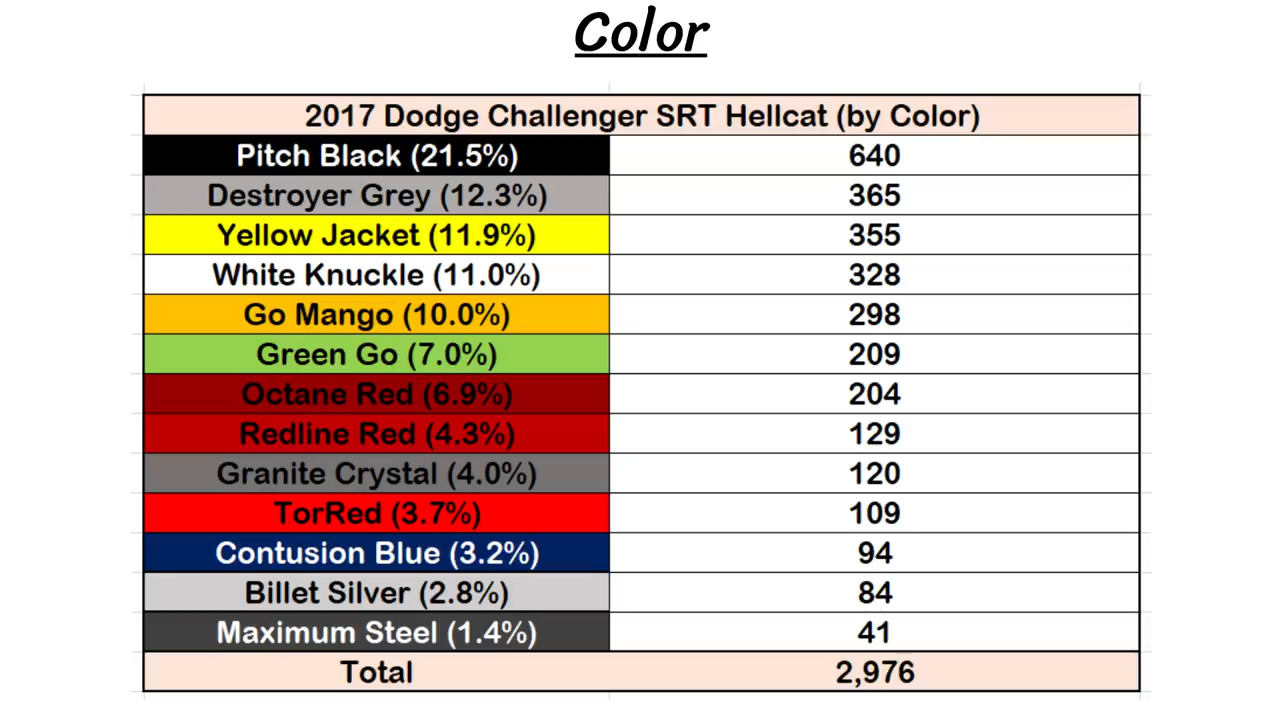 Color
2017 Dodge Challenger SRT Hellcat (by Color)
Pitch Black (21.5%) 640
Destroyer Grey (12.3%) 365
Yellow Jacket (11.9%) 355
White Knuckle (11.0%) 328
Go Mango (10.0%) 298
Green Go (7.0%) 209
Octane Red (6.9%) 204
Redline Red (4.3%) 129
Granite Crystal (4.0%) 120
TorRed (3.7%) 109
Contusion Blue (3.2%) 94
Billet Silver (2.8%) 84
Maximum Steel (1.4%) 41
Total 2,976